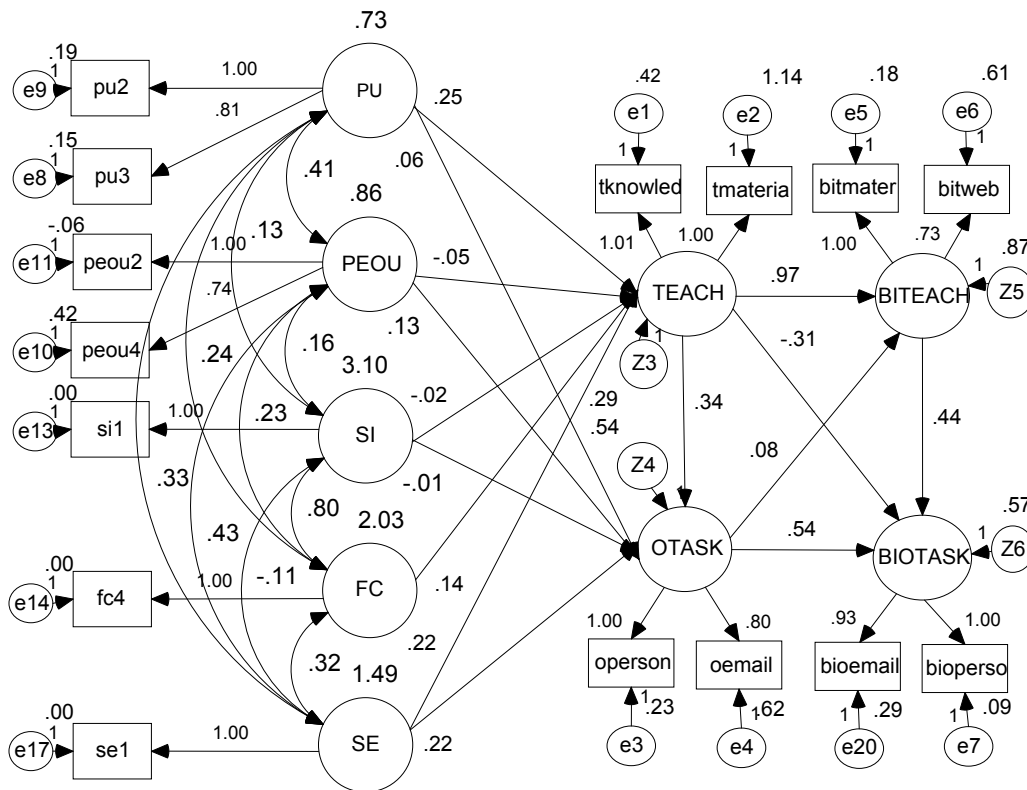 .73
.19
1
e9
pu2
1.00
PU
.25
.42
1.14
.18
.61
e1
e2
e5
e6
1
1
1
1
.15
1
e8
pu3
.81
.06
.41
.86
tknowled
tmateria
bitmater
bitweb
-.06
1
e11
peou2
1.00
.13
PEOU
-.05
1.01
1.00
1.00
.73
.87
TEACH
.97
BITEACH
1
Z5
.74
.42
1
e10
peou4
.24
.16
.13
3.10
1
Z3
-.31
.00
1
e13
si1
1.00
.23
SI
-.02
.29
.54
.34
.08
.44
.33
.43
.80
-.01
2.03
Z4
1
OTASK
.54
BIOTASK
1
.57
Z6
.00
1
e14
fc4
1.00
-.11
FC
.14
.32
1.49
.22
1.00
.80
.93
1.00
operson
oemail
bioemail
bioperso
.00
1
e17
se1
1.00
SE
.22
1
.23
1
.62
1
.29
1
.09
e3
e4
e20
e7